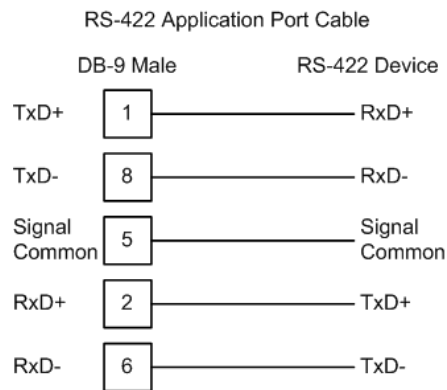 RS-422 Application Port Cable
DB-9 Male RS-422 Device
TxD+ 1 RxD+
TxD- 8 RxD-
Signal Common 5 Signal Common
RxD+ 2 TxD+
RxD- 6 TxD-